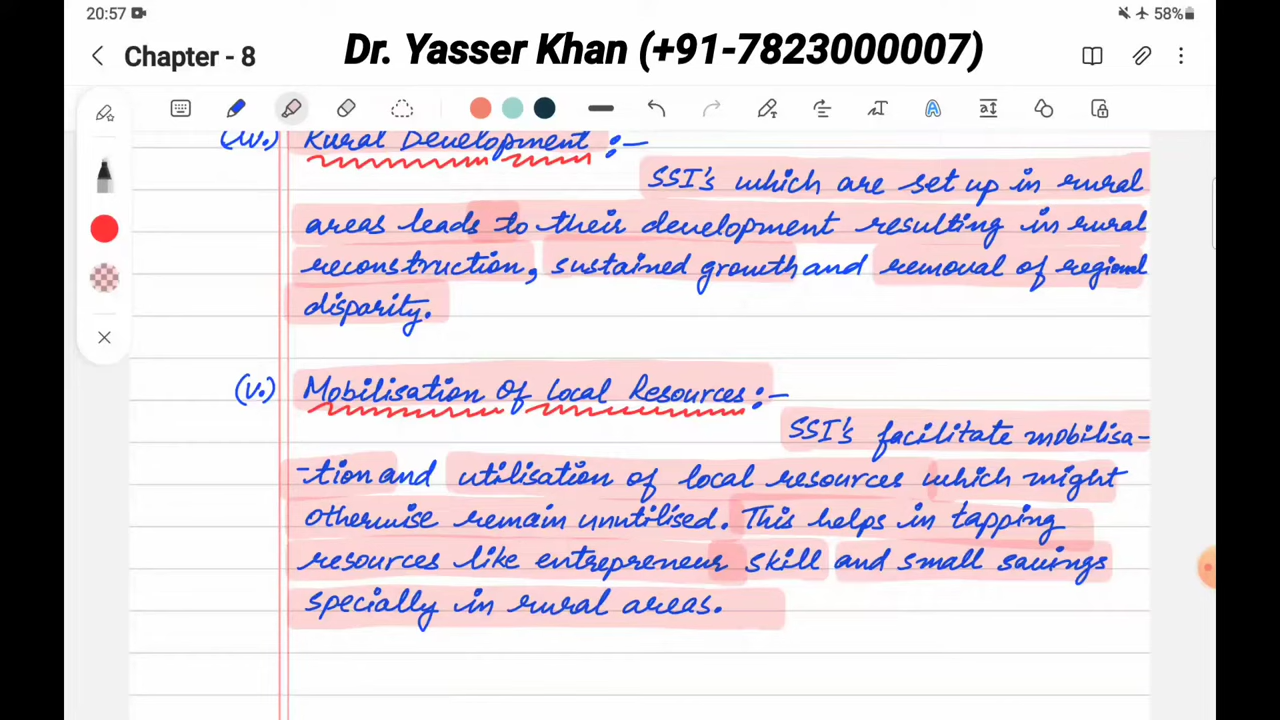 20:57
58%
Chapter - 8
Dr. Yasser Khan (+91-7823000007)
(iv.) Rural Development :-
SSI's which are set up in rural
areas leads to their development resulting in rural
reconstruction, sustained growth and removal of regional
disparity.
(v.) Mobilisation Of Local Resources :-
SSI's facilitate mobilisa-
-tion and utilisation of local resources which might
otherwise remain unutilised. This helps in tapping
resources like entrepreneur skill and small savings
specially in rural areas.